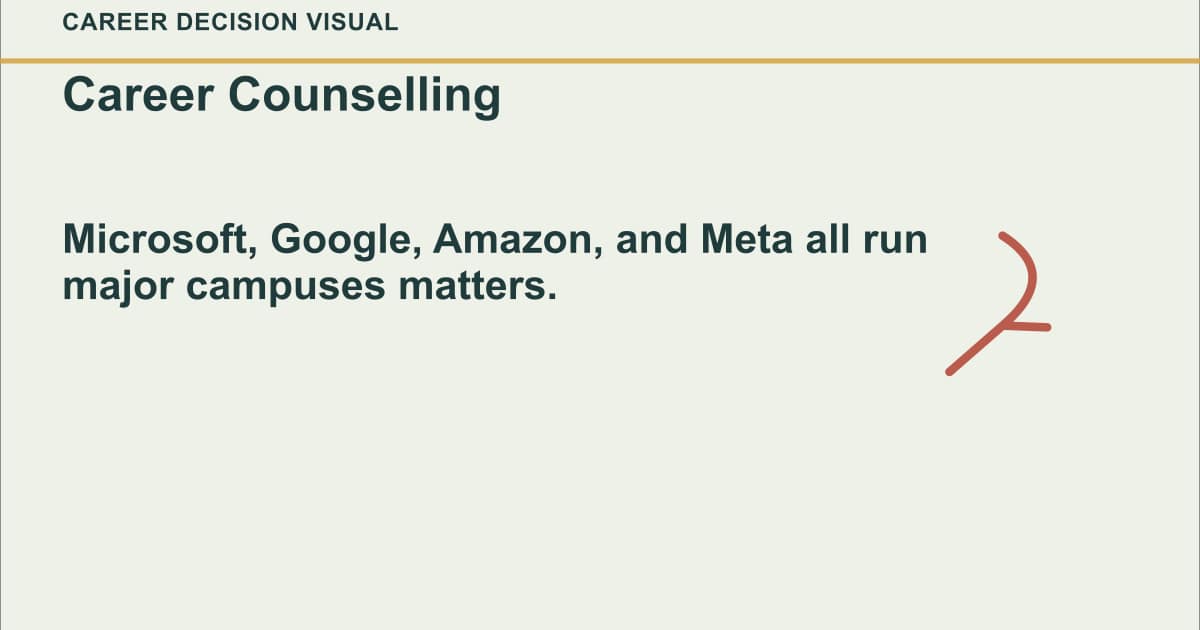 CAREER DECISION VISUAL
Career Counselling
Microsoft, Google, Amazon, and Meta all run
major campuses matters.